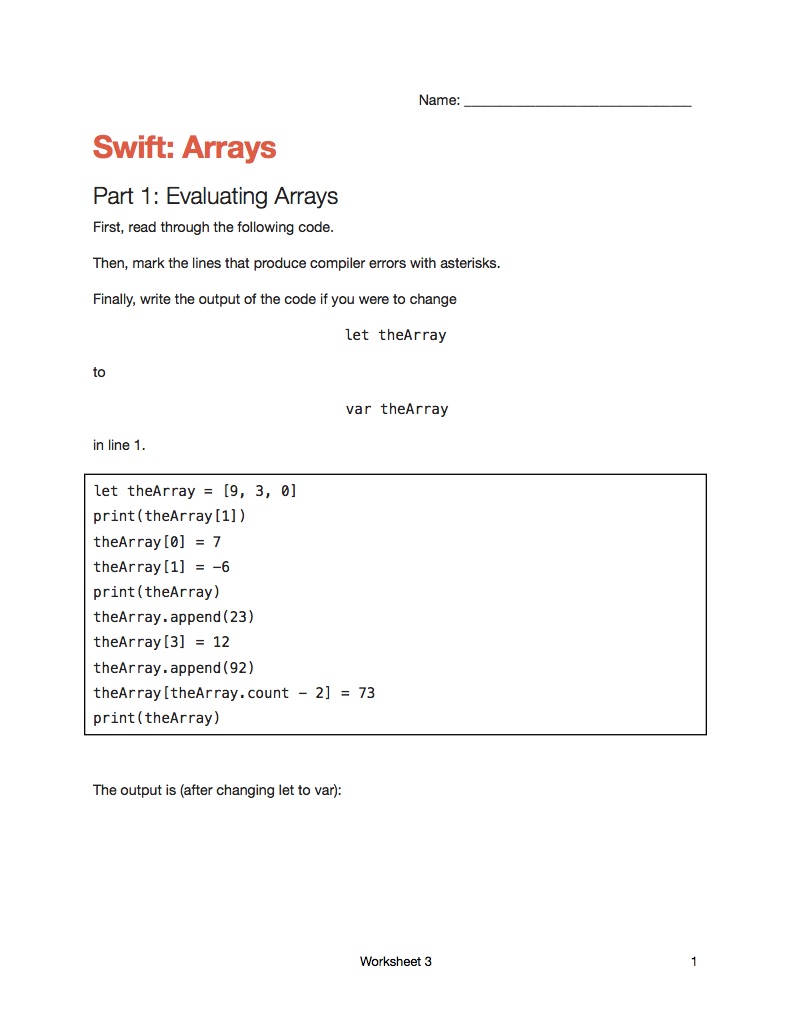 Name: ______________________________
Swift: Arrays
Part 1: Evaluating Arrays
First, read through the following code.
Then, mark the lines that produce compiler errors with asterisks.
Finally, write the output of the code if you were to change
let theArray
to
var theArray
in line 1.
let theArray = [9, 3, 0]
print(theArray[1])
theArray[0] = 7
theArray[1] = -6
print(theArray)
theArray.append(23)
theArray[3] = 12
theArray.append(92)
theArray[theArray.count - 2] = 73
print(theArray)
The output is (after changing let to var):
Worksheet 3 1